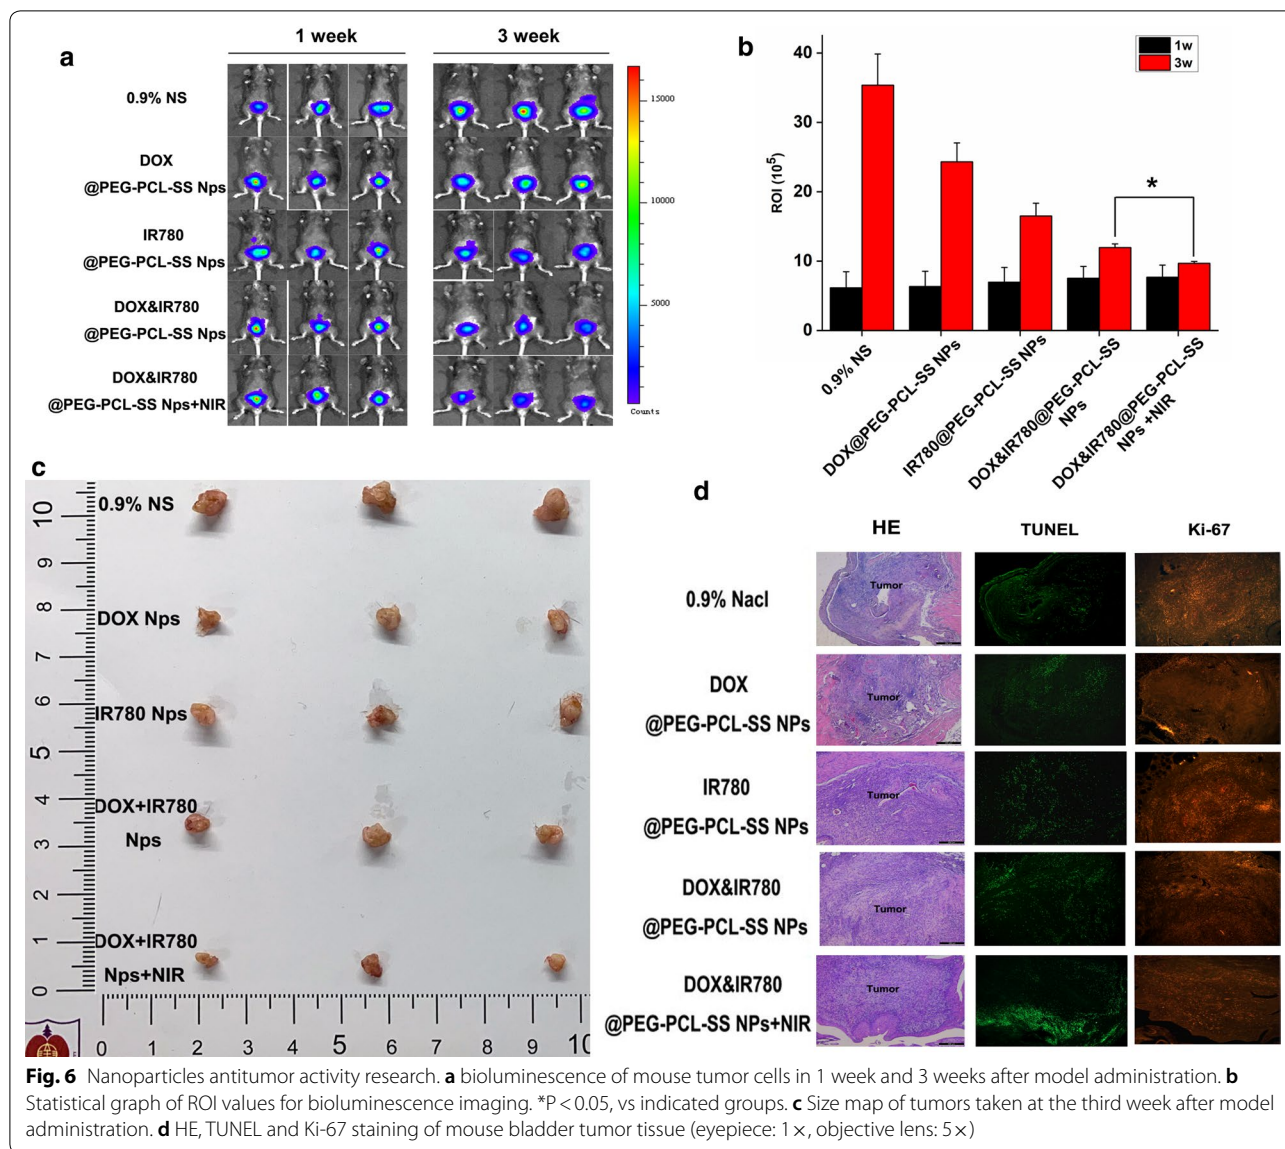 a
1 week
3 week
0.9% NS
DOX
@PEG-PCL-SS Nps
IR780
@PEG-PCL-SS Nps
DOX&IR780
@PEG-PCL-SS Nps
DOX&IR780
@PEG-PCL-SS Nps+NIR
15000
10000
5000
Counts
b
1w
3w
ROI (10⁵)
40
30
20
10
0
0.9% NS
DOX@PEG-PCL-SS NPs
IR780@PEG-PCL-SS NPs
DOX&IR780@PEG-PCL-SS
NPs
DOX&IR780@PEG-PCL-SS
NPs +NIR
*
c
10
9
8
7
6
5
4
3
2
1
0
0.9% NS
DOX Nps
IR780 Nps
DOX+IR780
Nps
DOX+IR780
Nps+NIR
0 1 2 3 4 5 6 7 8 9 10
d
HE TUNEL Ki-67
0.9% Nacl
Tumor
DOX
@PEG-PCL-SS NPs
Tumor
IR780
@PEG-PCL-SS NPs
Tumor
DOX&IR780
@PEG-PCL-SS NPs
Tumor
DOX&IR780
@PEG-PCL-SS NPs+NIR
Tumor
Fig. 6 Nanoparticles antitumor activity research. a bioluminescence of mouse tumor cells in 1 week and 3 weeks after model administration. b
Statistical graph of ROI values for bioluminescence imaging. *P < 0.05, vs indicated groups. c Size map of tumors taken at the third week after model
administration. d HE, TUNEL and Ki-67 staining of mouse bladder tumor tissue (eyepiece: 1×, objective lens: 5×)